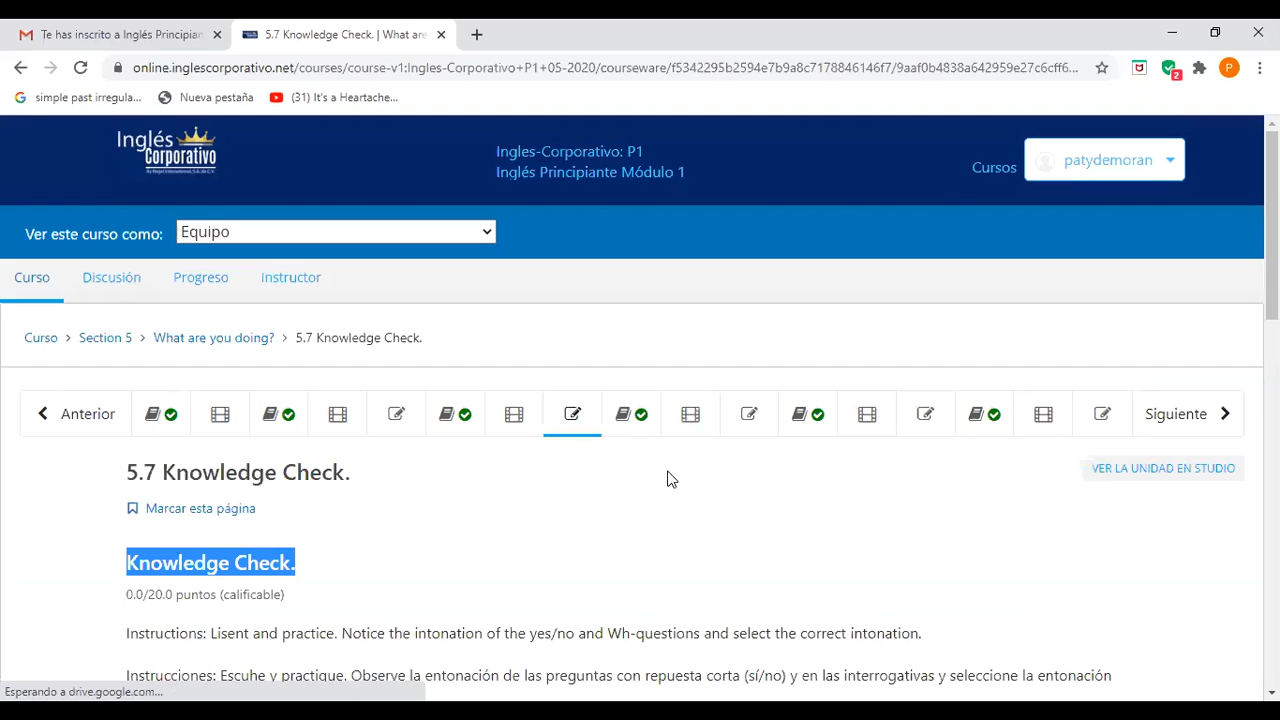 Te has inscrito a Inglés Principian
5.7 Knowledge Check. | What are
online.inglescorporativo.net/courses/course-v1:Ingles-Corporativo+P1+05-2020/courseware/f5342295b2594e7b9a8c7178846146f7/9aaf0b4838a642959e27c6cff6...
P
2
simple past irregula...
Nueva pestaña
(31) It's a Heartache...
Inglés
Corporativo
Ingles-Corporativo: P1
Inglés Principiante Módulo 1
Cursos
patydemoran
Ver este curso como:
Equipo
Curso
Discusión
Progreso
Instructor
Curso > Section 5 > What are you doing? > 5.7 Knowledge Check.
Anterior
Siguiente
5.7 Knowledge Check.
VER LA UNIDAD EN STUDIO
Marcar esta página
Knowledge Check.
0.0/20.0 puntos (calificable)
Instructions: Lisent and practice. Notice the intonation of the yes/no and Wh-questions and select the correct intonation.
Instrucciones: Escuhe y practique. Observe la entonación de las preguntas con repuesta corta (sí/no) y en las interrogativas y seleccione la entonación
Esperando a drive.google.com...